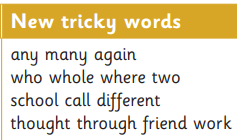 New tricky words
any many again
who whole where two
school call different
thought through friend work